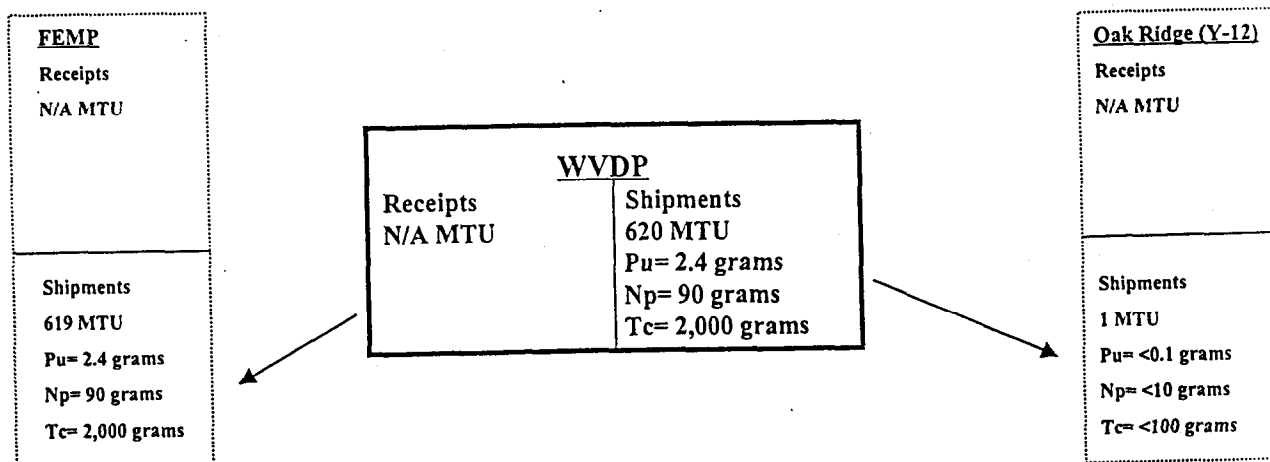 FEMP
Receipts
N/A MTU
Shipments
619 MTU
Pu= 2.4 grams
Np= 90 grams
Tc= 2,000 grams
WVDP
Receipts
N/A MTU
Shipments
620 MTU
Pu= 2.4 grams
Np= 90 grams
Tc= 2,000 grams
Oak Ridge (Y-12)
Receipts
N/A MTU
Shipments
1 MTU
Pu= <0.1 grams
Np= <10 grams
Tc= <100 grams